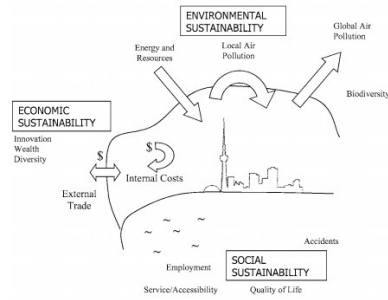 ENVIRONMENTAL
SUSTAINABILITY
Global Air
Pollution
Energy and
Resources
Local Air
Pollution
Biodiversity
ECONOMIC
SUSTAINABILITY
Innovation
Wealth
Diversity
$
$
Internal Costs
External
Trade
Accidents
SOCIAL
SUSTAINABILITY
Employment
Service/Accessibility
Quality of Life